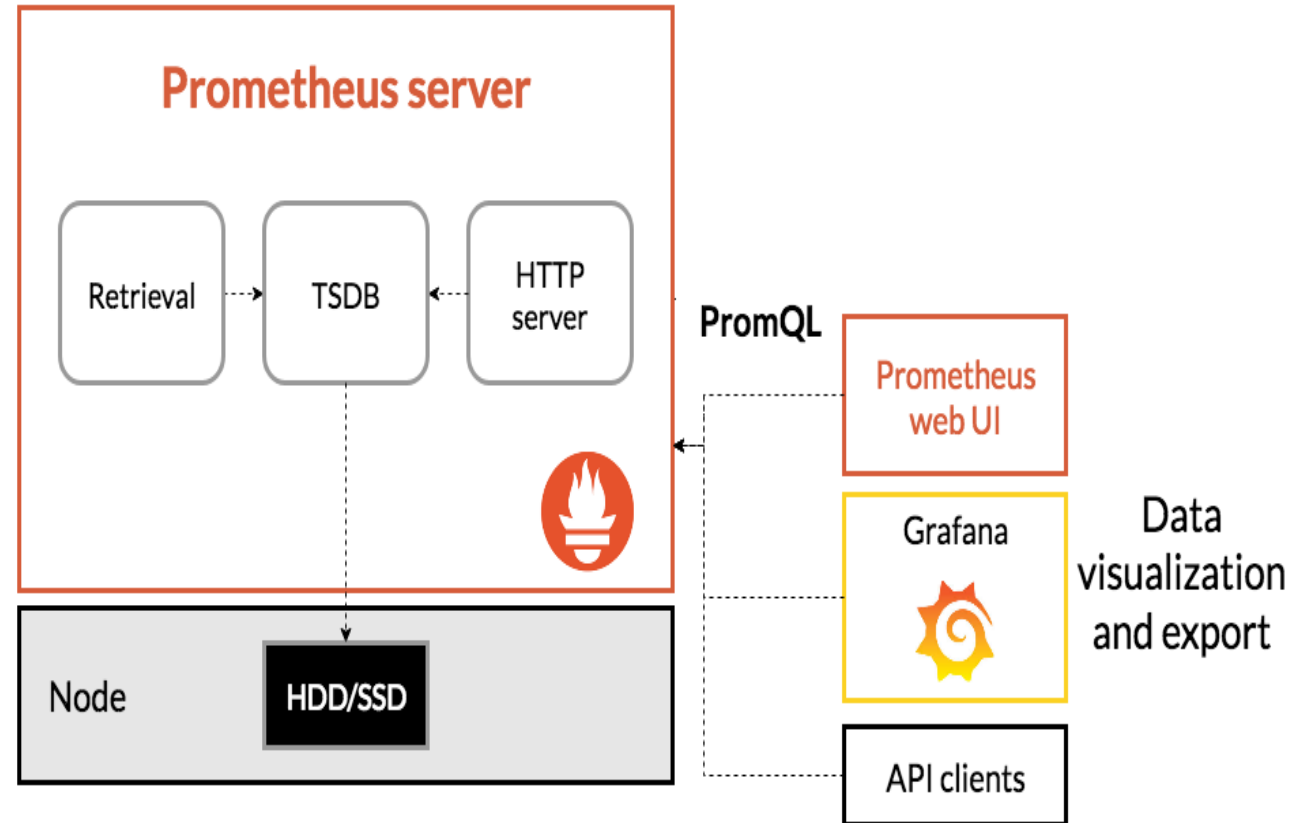 Prometheus server
Retrieval
TSDB
HTTP
server
PromQL
Prometheus
web UI
Grafana
Data
visualization
and export
Node
HDD/SSD
API clients